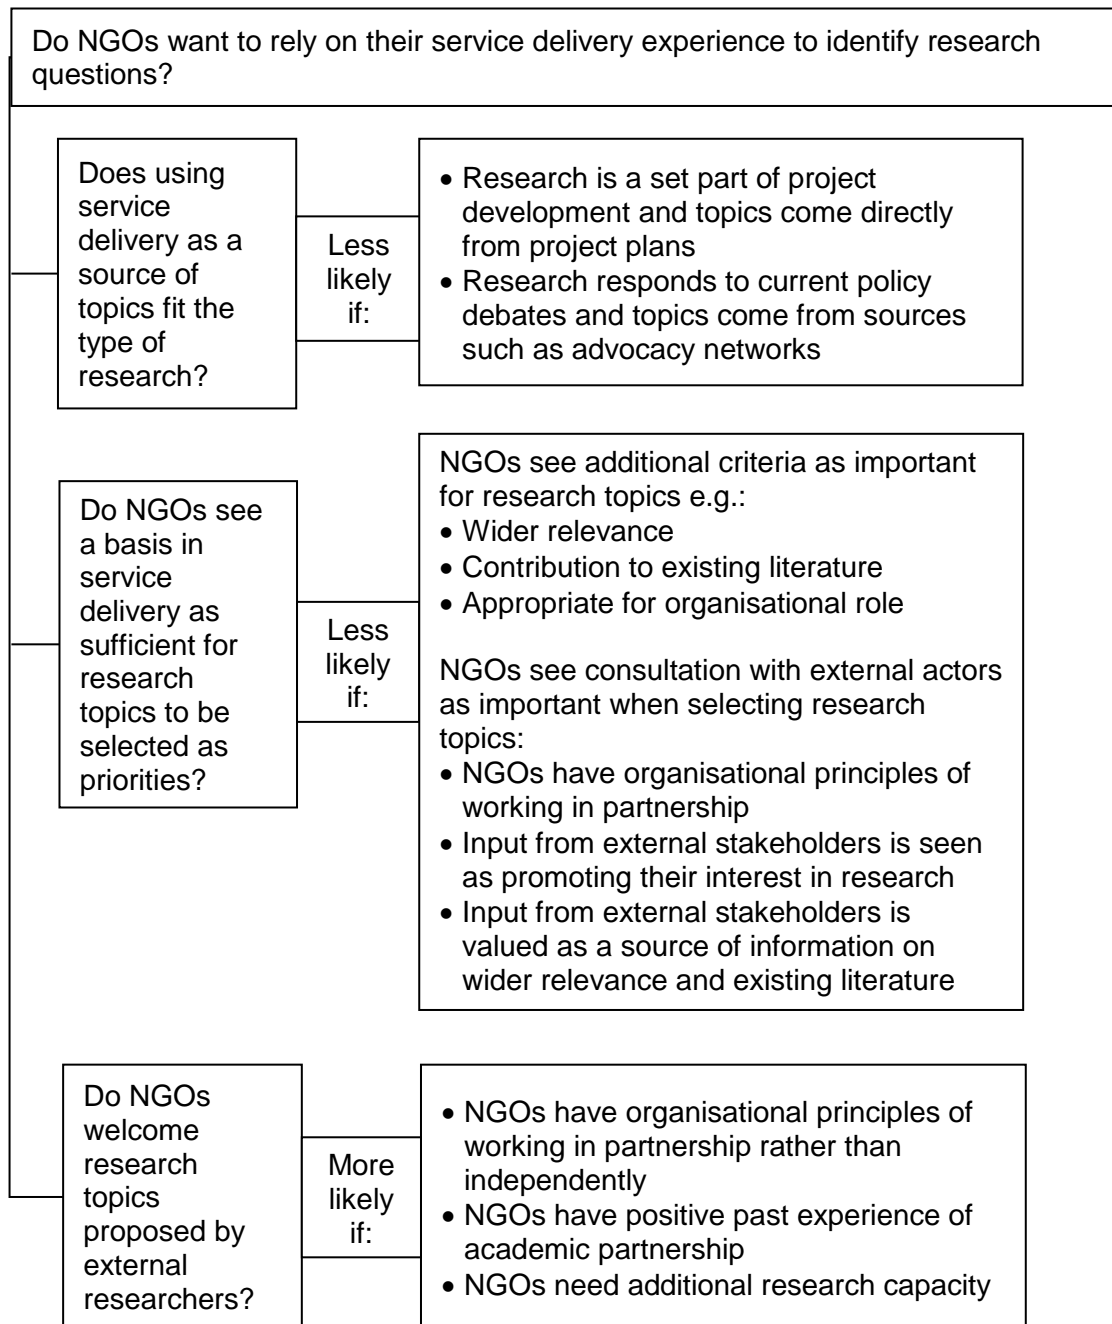 Do NGOs want to rely on their service delivery experience to identify research
questions?
Does using
service
delivery as a
source of
topics fit the
type of
research?
Less
likely
if:
• Research is a set part of project
development and topics come directly
from project plans
• Research responds to current policy
debates and topics come from sources
such as advocacy networks
Do NGOs see
a basis in
service
delivery as
sufficient for
research
topics to be
selected as
priorities?
Less
likely
if:
NGOs see additional criteria as important
for research topics e.g.:
• Wider relevance
• Contribution to existing literature
• Appropriate for organisational role
NGOs see consultation with external actors
as important when selecting research
topics:
• NGOs have organisational principles of
working in partnership
• Input from external stakeholders is seen
as promoting their interest in research
• Input from external stakeholders is
valued as a source of information on
wider relevance and existing literature
Do NGOs
welcome
research
topics
proposed by
external
researchers?
More
likely
if:
• NGOs have organisational principles of
working in partnership rather than
independently
• NGOs have positive past experience of
academic partnership
• NGOs need additional research capacity